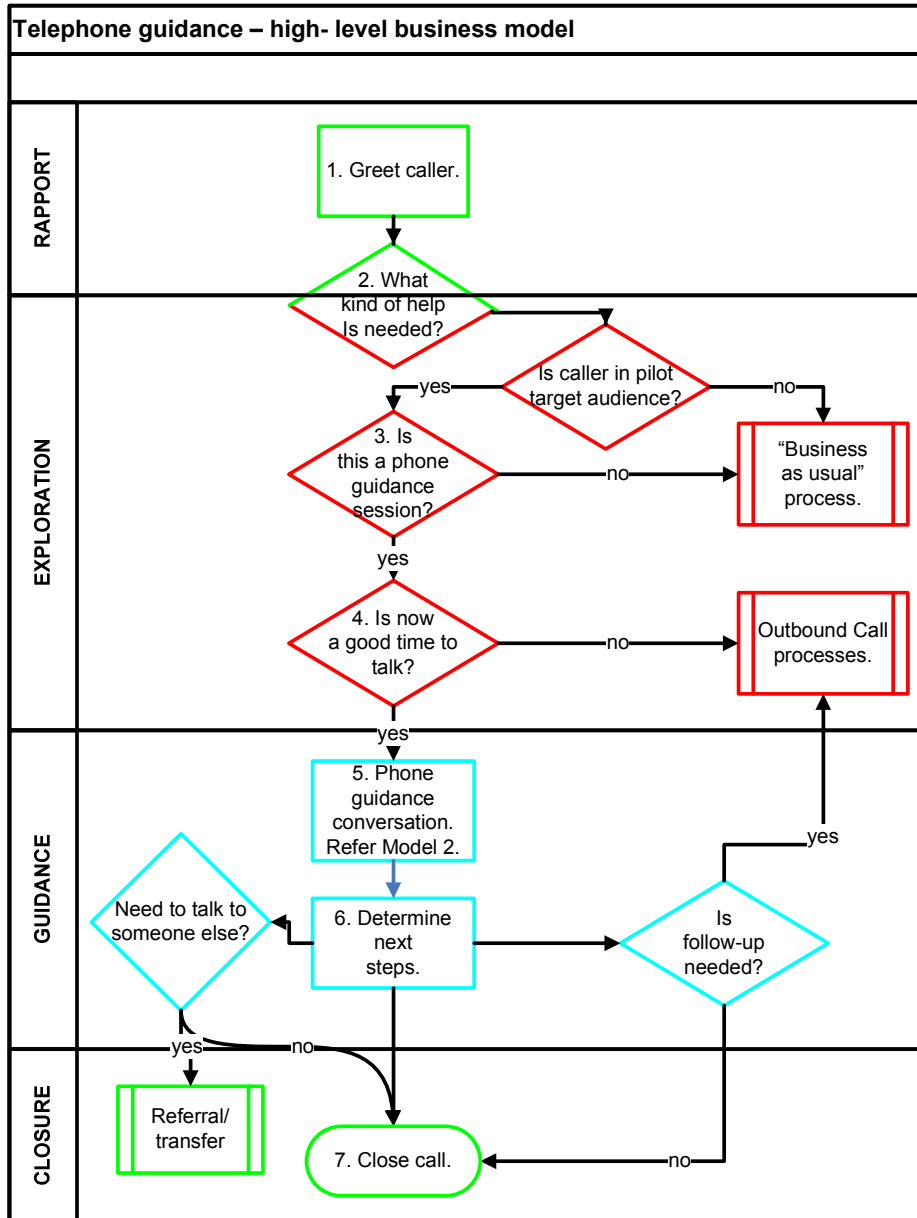 Telephone guidance – high- level business model
RAPPORT
1. Greet caller.
2. What
kind of help
Is needed?
EXPLORATION
Is caller in pilot
target audience?
yes
no
3. Is
this a phone
guidance
session?
no
“Business
as usual”
process.
yes
4. Is now
a good time to
talk?
no
Outbound Call
processes.
yes
GUIDANCE
5. Phone
guidance
conversation.
Refer Model 2.
yes
Need to talk to
someone else?
6. Determine
next
steps.
Is
follow-up
needed?
yes
no
CLOSURE
Referral/
transfer
7. Close call.
no